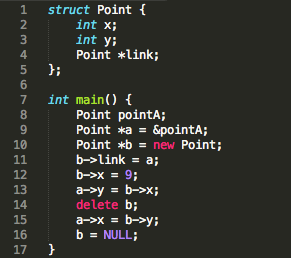 1 struct Point {
2     int x;
3     int y;
4     Point *link;
5 };
6
7 int main() {
8     Point pointA;
9     Point *a = &pointA;
10     Point *b = new Point;
11     b->link = a;
12     b->x = 9;
13     a->y = b->x;
14     delete b;
15     a->x = b->y;
16     b = NULL;
17 }